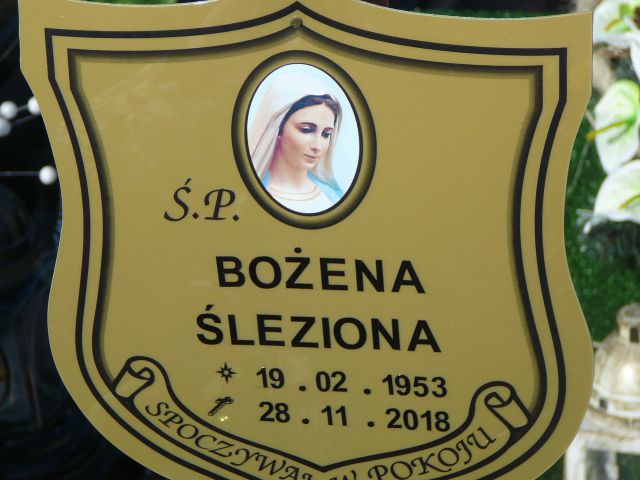 Ś.P.
BOŻENA
ŚLEZIONA
19.02.1953
28.11.2018
SPOCZYWAJ W POKOJU